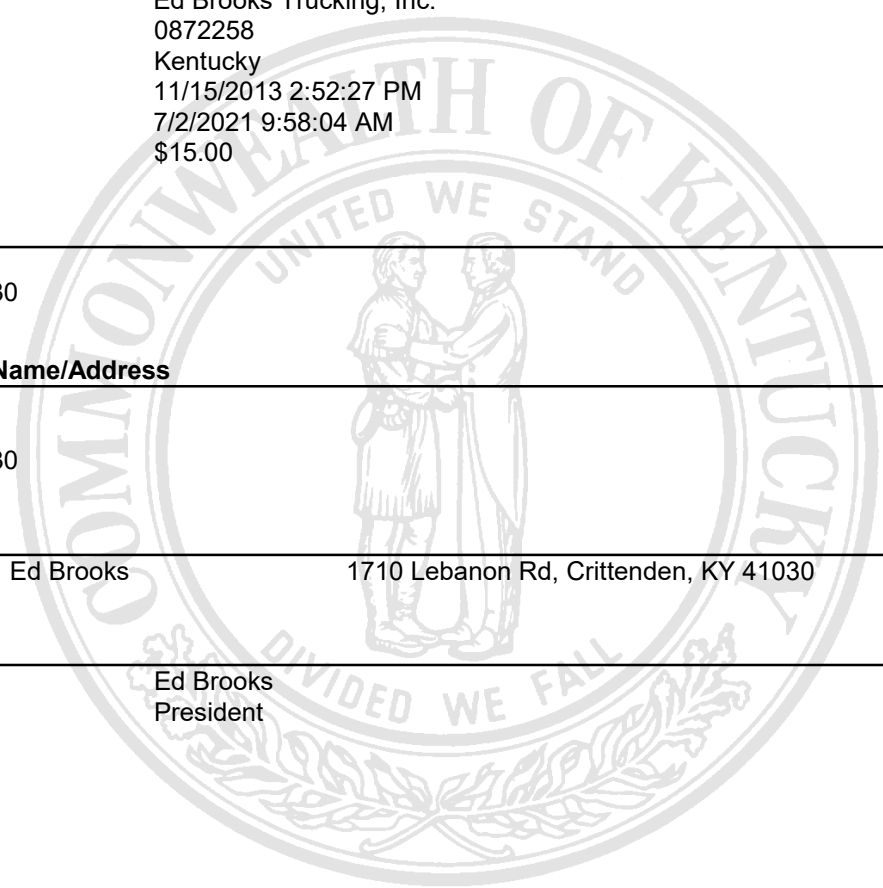 Ed Brooks Trucking, Inc.
0872258
Kentucky
11/15/2013 2:52:27 PM
7/2/2021 9:58:04 AM
$15.00
COMMONWEALTH OF KENTUCKY
UNITED WE STAND
30
Name/Address
30
Ed Brooks 1710 Lebanon Rd, Crittenden, KY 41030
DIVIDED WE FALL
Ed Brooks
President